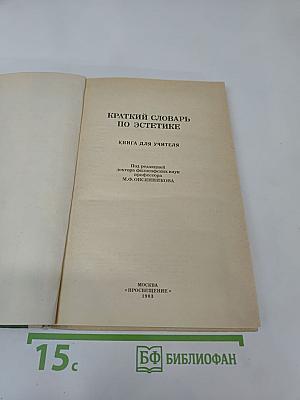 КРАТКИЙ СЛОВАРЬ
ПО ЭСТЕТИКЕ
КНИГА ДЛЯ УЧИТЕЛЯ
Под редакцией
доктора философских наук
профессора
М.Ф.ОВСЯННИКОВА
МОСКВА
«ПРОСВЕЩЕНИЕ»
1983
15с
БФ БИБЛИОФАН